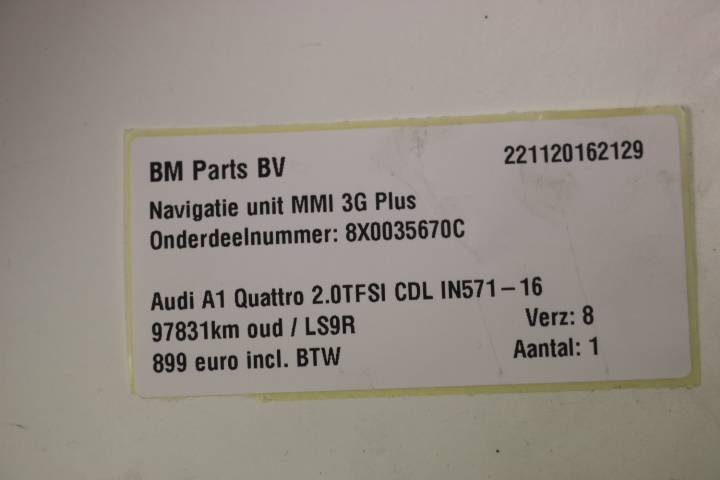 BM Parts BV 221120162129
Navigatie unit MMI 3G Plus
Onderdeelnummer: 8X0035670C
Audi A1 Quattro 2.0TFSI CDL IN571-16
97831km oud / LS9R Verz: 8
899 euro incl. BTW Aantal: 1